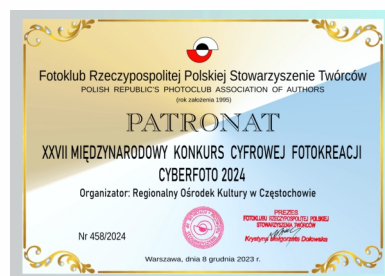 Fotoklub Rzeczypospolitej Polskiej Stowarzyszenie Twórców
POLISH REPUBLIC'S PHOTOCLUB ASSOCIATION OF AUTHORS
(rok założenia 1995)
PATRONAT
XXVII MIĘDZYNARODOWY KONKURS CYFROWEJ FOTOKREACJI
CYBERFOTO 2024
Organizator: Regionalny Ośrodek Kultury w Częstochowie
PREZES
FOTOKLUBU RZECZYPOSPOLITEJ POLSKIEJ
STOWARZYSZENIA TWÓRCÓW
Krystyna Małgorzata Dołowska
Nr 458/2024
Warszawa, dnia 8 grudnia 2023 r.